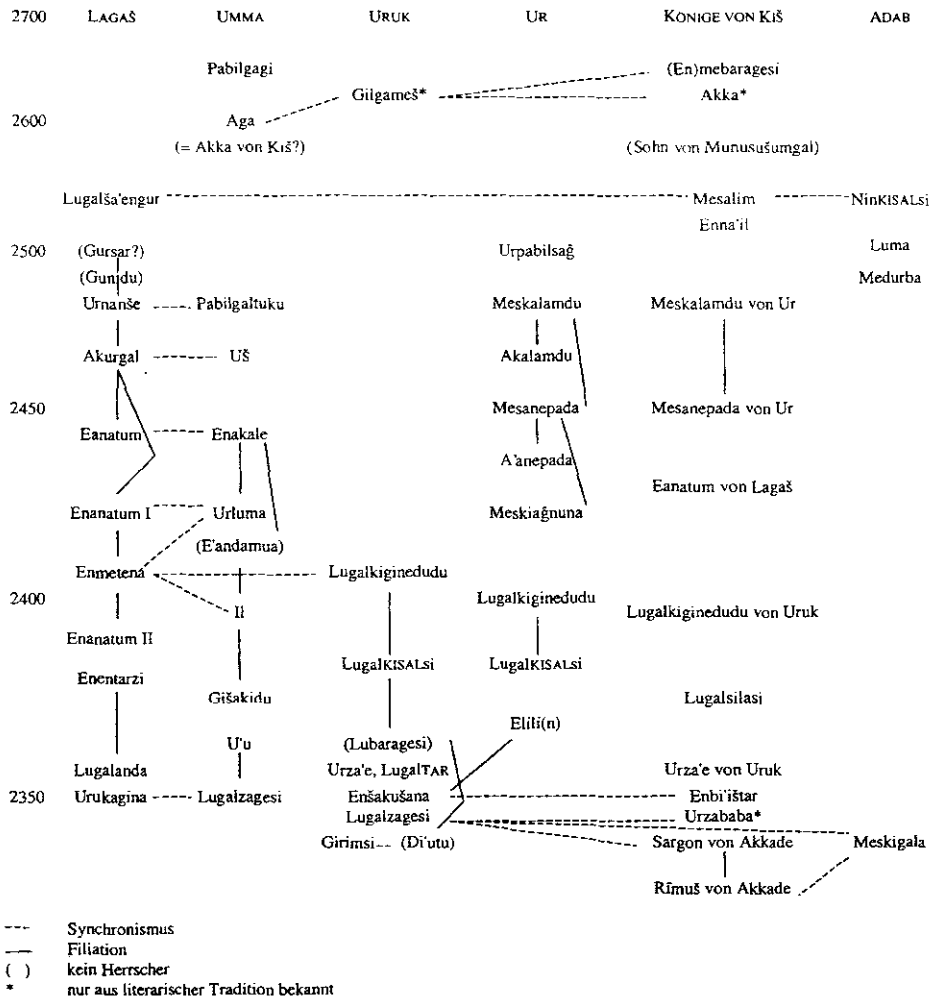 2700 LAGAŠ UMMA URUK UR KÖNIGE VON KIŠ ADAB
Pabilgagi (En)mebaragesi
Gilgameš* Akka*
2600 Aga
(= Akka von Kiš?) (Sohn von Munusušumgal)
Lugalša'engur Mesalim NinKISALsi
Enna'il
2500 (Gursar?) Urpabilsag̃ Luma
(Gunidu) Medurba
Urnanše Pabilgaltuku Meskalamdu Meskalamdu von Ur
Akurgal Uš Akalamdu
2450 Mesanepada Mesanepada von Ur
Eanatum Enakale
A'anepada
Eanatum von Lagaš
Enanatum I Urluma Meskiag̃nuna
(E'andamua)
Enmetena Lugalkiginedudu
2400 Il Lugalkiginedudu Lugalkiginedudu von Uruk
Enanatum II
LugalKISALsi LugalKISALsi
Enentarzi
Gišakidu Lugalsilasi
Elili(n)
U'u (Lubaragesi)
Lugalanda Urza'e, LugalTAR Urza'e von Uruk
2350 Urukagina Lugalzagesi Enšakušana Enbi'ištar
Lugalzagesi Urzababa*
Girimsi (Di'utu) Sargon von Akkade Meskigala
Rīmuš von Akkade
--- Synchronismus
— Filiation
( ) kein Herrscher
* nur aus literarischer Tradition bekannt